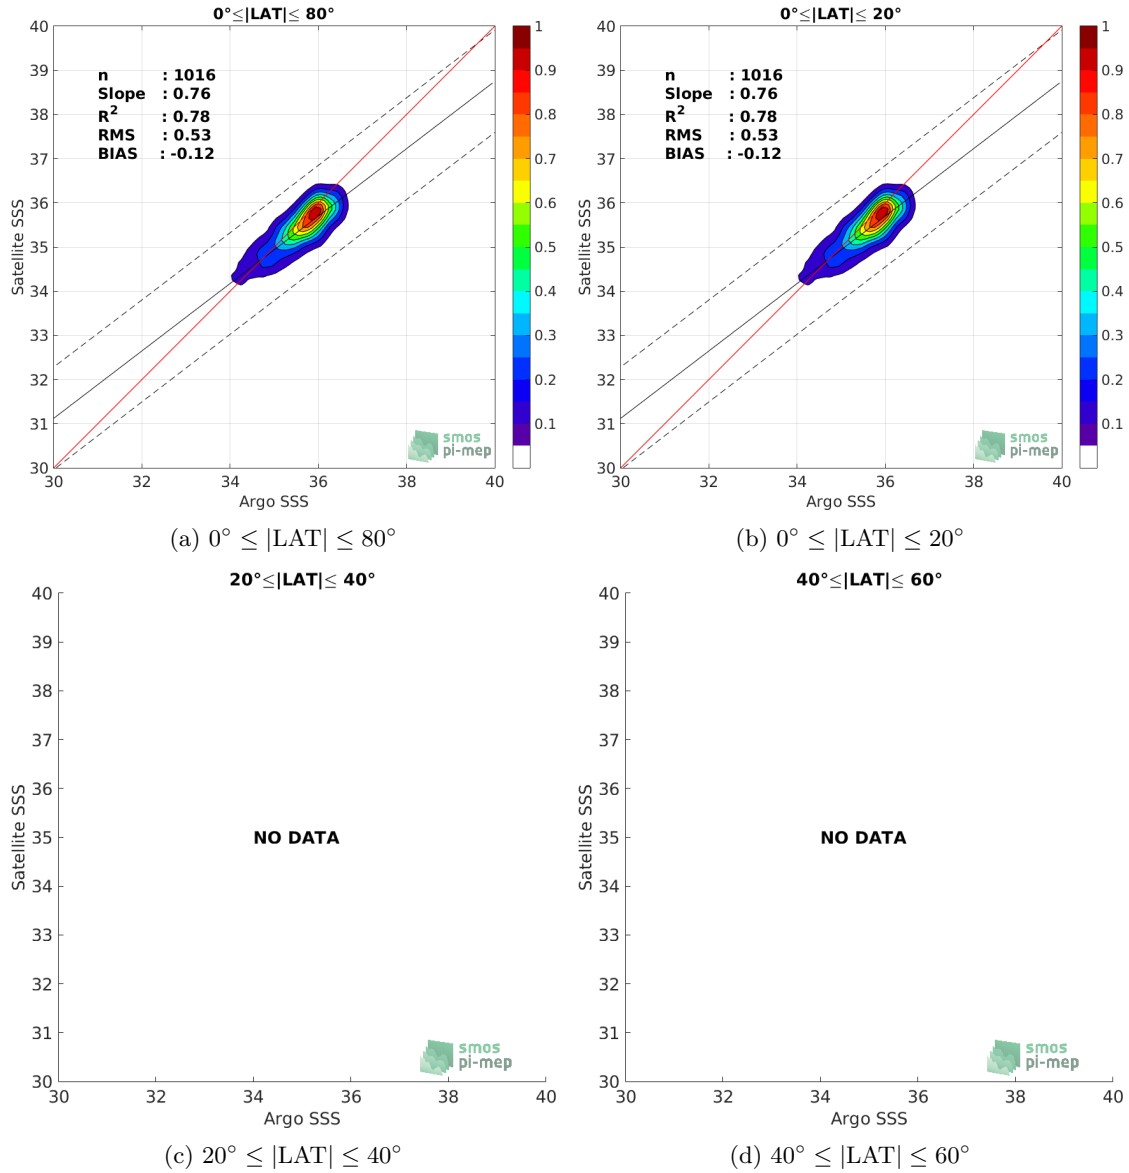 0°≤|LAT|≤ 80°
40
39
38
37
36
35
34
33
32
31
30
Satellite SSS
n : 1016
Slope : 0.76
R² : 0.78
RMS : 0.53
BIAS : -0.12
smos
pi-mep
30 32 34 36 38 40
Argo SSS
1
0.9
0.8
0.7
0.6
0.5
0.4
0.3
0.2
0.1
(a) 0° ≤ |LAT| ≤ 80°
0°≤|LAT|≤ 20°
40
39
38
37
36
35
34
33
32
31
30
Satellite SSS
n : 1016
Slope : 0.76
R² : 0.78
RMS : 0.53
BIAS : -0.12
smos
pi-mep
30 32 34 36 38 40
Argo SSS
1
0.9
0.8
0.7
0.6
0.5
0.4
0.3
0.2
0.1
(b) 0° ≤ |LAT| ≤ 20°
20°≤|LAT|≤ 40°
40
39
38
37
36
35
34
33
32
31
30
Satellite SSS
NO DATA
smos
pi-mep
30 32 34 36 38 40
Argo SSS
(c) 20° ≤ |LAT| ≤ 40°
40°≤|LAT|≤ 60°
40
39
38
37
36
35
34
33
32
31
30
Satellite SSS
NO DATA
smos
pi-mep
30 32 34 36 38 40
Argo SSS
(d) 40° ≤ |LAT| ≤ 60°